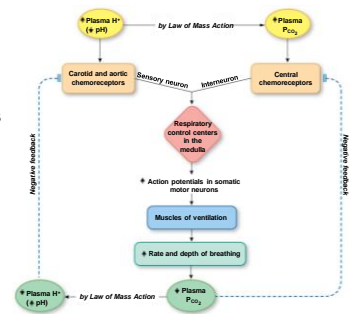 Plasma H⁺
(pH)
by Law of Mass Action
Plasma
P_CO₂
Carotid and aortic
chemoreceptors
Sensory neuron
Interneuron
Central
chemoreceptors
Respiratory
control centers
in the
medulla
Negative feedback
Negative feedback
Action potentials in somatic
motor neurons
Muscles of ventilation
Rate and depth of breathing
Plasma H⁺
(pH)
by Law of Mass Action
Plasma
P_CO₂